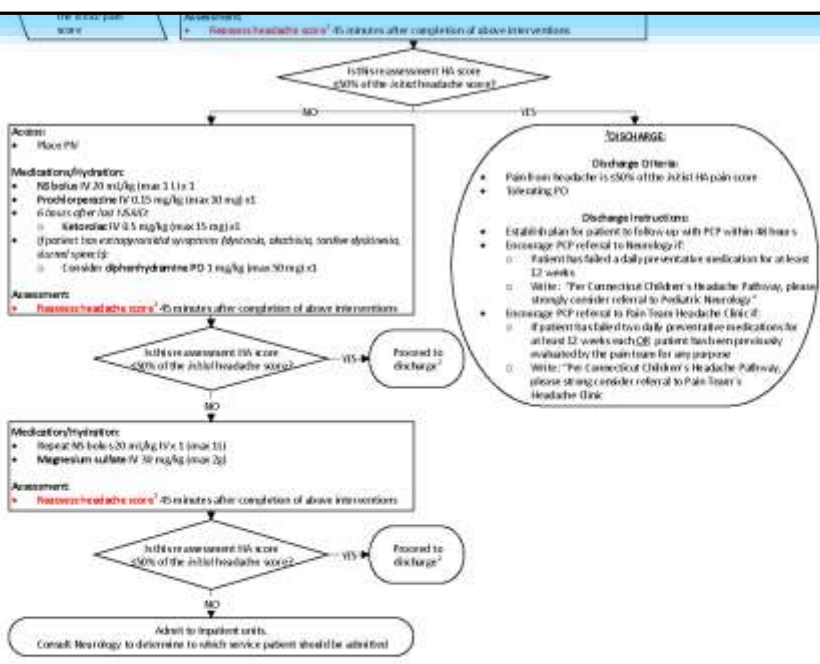 the initial pain
score
Assessment:
• Reassess headache score¹ 45 minutes after completion of above interventions
Is this reassessment HA score
≤50% of the initial headache score?
NO
YES
Access:
• Place PIV
Medications/Hydration:
• NS bolus IV 20 mL/kg (max 1 L) x 1
• Prochlorperazine IV 0.15 mg/kg (max 10 mg) x1
• 6 hours after last NSAID:
□ Ketorolac IV 0.5 mg/kg (max 15 mg) x1
• If patient has extrapyramidal symptoms (dystonia, akathisia, tardive dyskinesia,
slurred speech):
□ Consider diphenhydramine PO 1 mg/kg (max 50 mg) x1
Assessment:
• Reassess headache score 45 minutes after completion of above interventions
Is this reassessment HA score
≤50% of the initial headache score?
YES
Proceed to
discharge²
NO
Medication/Hydration:
• Repeat NS bolus 20 mL/kg IV x 1 (max 1L)
• Magnesium sulfate IV 30 mg/kg (max 2g)
Assessment:
• Reassess headache score 45 minutes after completion of above interventions
Is this reassessment HA score
≤50% of the initial headache score?
YES
Proceed to
discharge²
NO
Admit to Inpatient units.
Consult Neurology to determine to which service patient should be admitted
²DISCHARGE:
Discharge Criteria:
• Pain from headache is ≤50% of the initial HA pain score
• Tolerating PO
Discharge Instructions:
• Establish plan for patient to follow-up with PCP within 48 hours
• Encourage PCP referral to Neurology if:
□ Patient has failed a daily preventative medication for at least
12 weeks
□ Write: "Per Connecticut Children's Headache Pathway, please
strongly consider referral to Pediatric Neurology"
• Encourage PCP referral to Pain Team Headache Clinic if:
□ If patient has failed two daily preventative medications for
at least 12 weeks each OR patient has been previously
evaluated by the pain team for any purpose
□ Write: "Per Connecticut Children's Headache Pathway,
please strong consider referral to Pain Team's
Headache Clinic